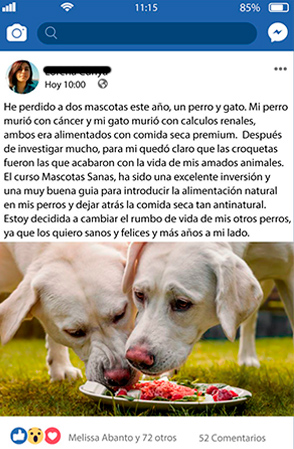 11:15
85%
Hoy 10:00
He perdido a dos mascotas este año, un perro y gato. Mi perro
murió con cáncer y mi gato murió con calculos renales,
ambos eran alimentados con comida seca premium. Después
de investigar mucho, para mi quedó claro que las croquetas
fueron las que acabaron con la vida de mis amados animales.
El curso Mascotas Sanas, ha sido una excelente inversión y
una muy buena guia para introducir la alimentación natural
en mis perros y dejar atrás la comida seca tan antinatural.
Estoy decidida a cambiar el rumbo de vida de mis otros perros,
ya que los quiero sanos y felices y más años a mi lado.
Melissa Abanto y 72 otros
52 Comentarios